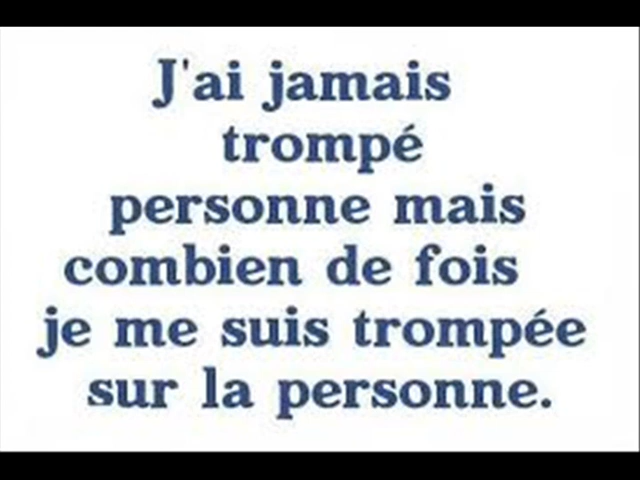 J'ai jamais
trompé
personne mais
combien de fois
je me suis trompée
sur la personne.